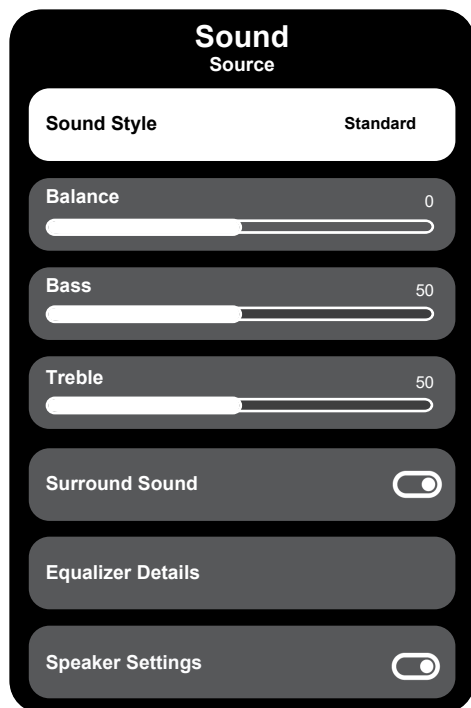 Sound
Source
Sound Style Standard
Balance 0
Bass 50
Treble 50
Surround Sound
Equalizer Details
Speaker Settings